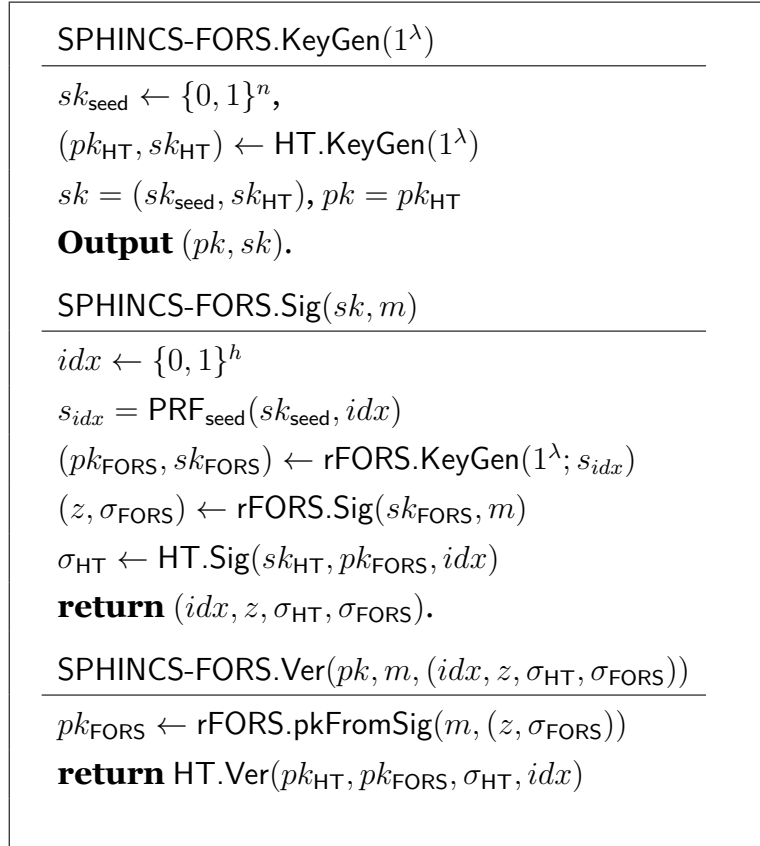 SPHINCS-FORS.KeyGen(1^λ)
sk_seed ← {0, 1}^n,
(pk_HT, sk_HT) ← HT.KeyGen(1^λ)
sk = (sk_seed, sk_HT), pk = pk_HT
Output (pk, sk).
SPHINCS-FORS.Sig(sk, m)
idx ← {0, 1}^h
s_idx = PRF_seed(sk_seed, idx)
(pk_FORS, sk_FORS) ← rFORS.KeyGen(1^λ; s_idx)
(z, σ_FORS) ← rFORS.Sig(sk_FORS, m)
σ_HT ← HT.Sig(sk_HT, pk_FORS, idx)
return (idx, z, σ_HT, σ_FORS).
SPHINCS-FORS.Ver(pk, m, (idx, z, σ_HT, σ_FORS))
pk_FORS ← rFORS.pkFromSig(m, (z, σ_FORS))
return HT.Ver(pk_HT, pk_FORS, σ_HT, idx)